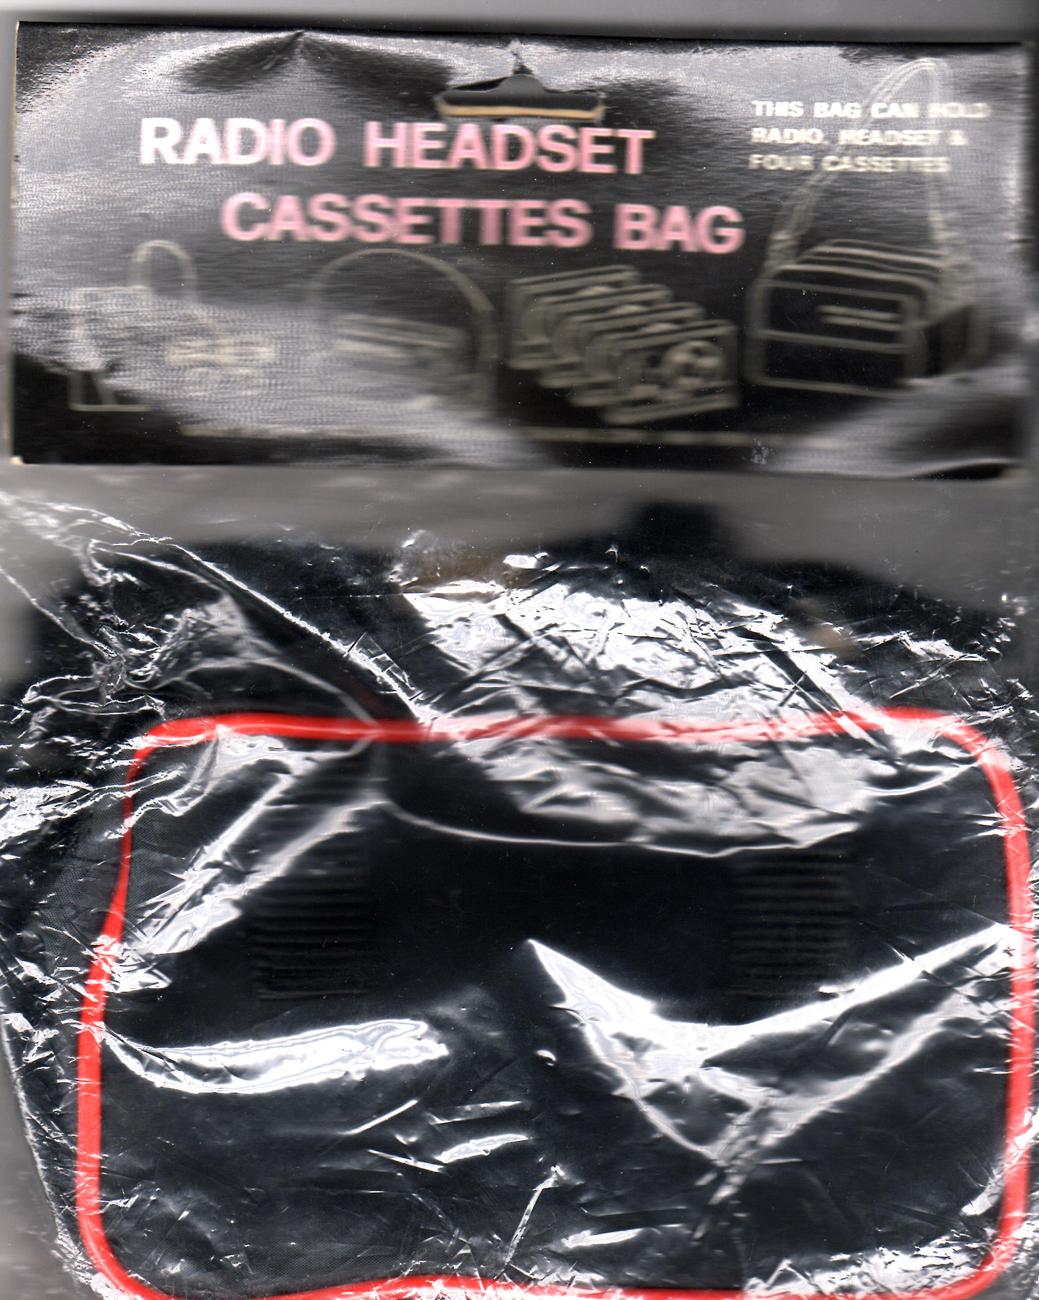 RADIO HEADSET
CASSETTES BAG
THIS BAG CAN HOLD
RADIO, HEADSET &
FOUR CASSETTES